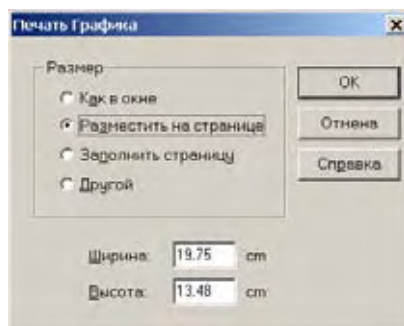 Печать Графика
Размер
Как в окне
Разместить на странице
Заполнить страницу
Другой
OK
Отмена
Справка
Ширина: 19.75 cm
Высота: 13.48 cm